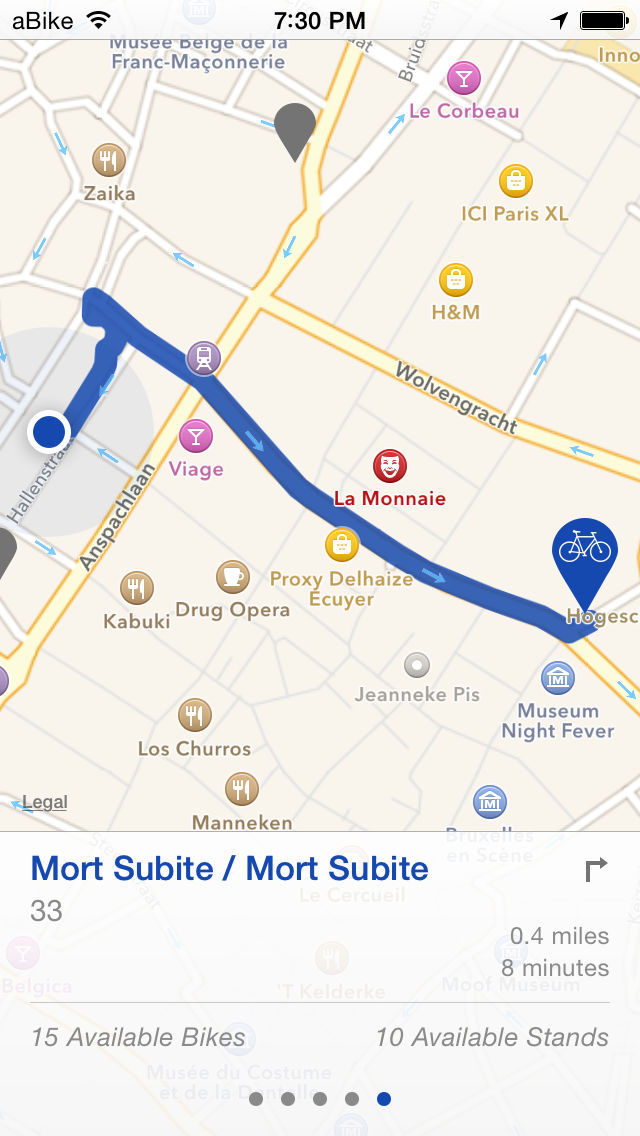 aBike 7:30 PM
Musée Belge de la
Franc-Maçonnerie
Inno
Le Corbeau
Zaika
ICI Paris XL
H&M
Wolvengracht
Viage
Hallenstraat
Anspachlaan
La Monnaie
Proxy Delhaize
Ecuyer
Kabuki
Drug Opera
Hogesc
Jeanneke Pis
Museum
Night Fever
Los Churros
Manneken
Legal
Bruxelles
en Scène
Mort Subite / Mort Subite
33
Le Cercueil
0.4 miles
8 minutes
Belgica
'T Kelderke
Moof Museum
15 Available Bikes
10 Available Stands
Musée du Costume
et de la Dentelle